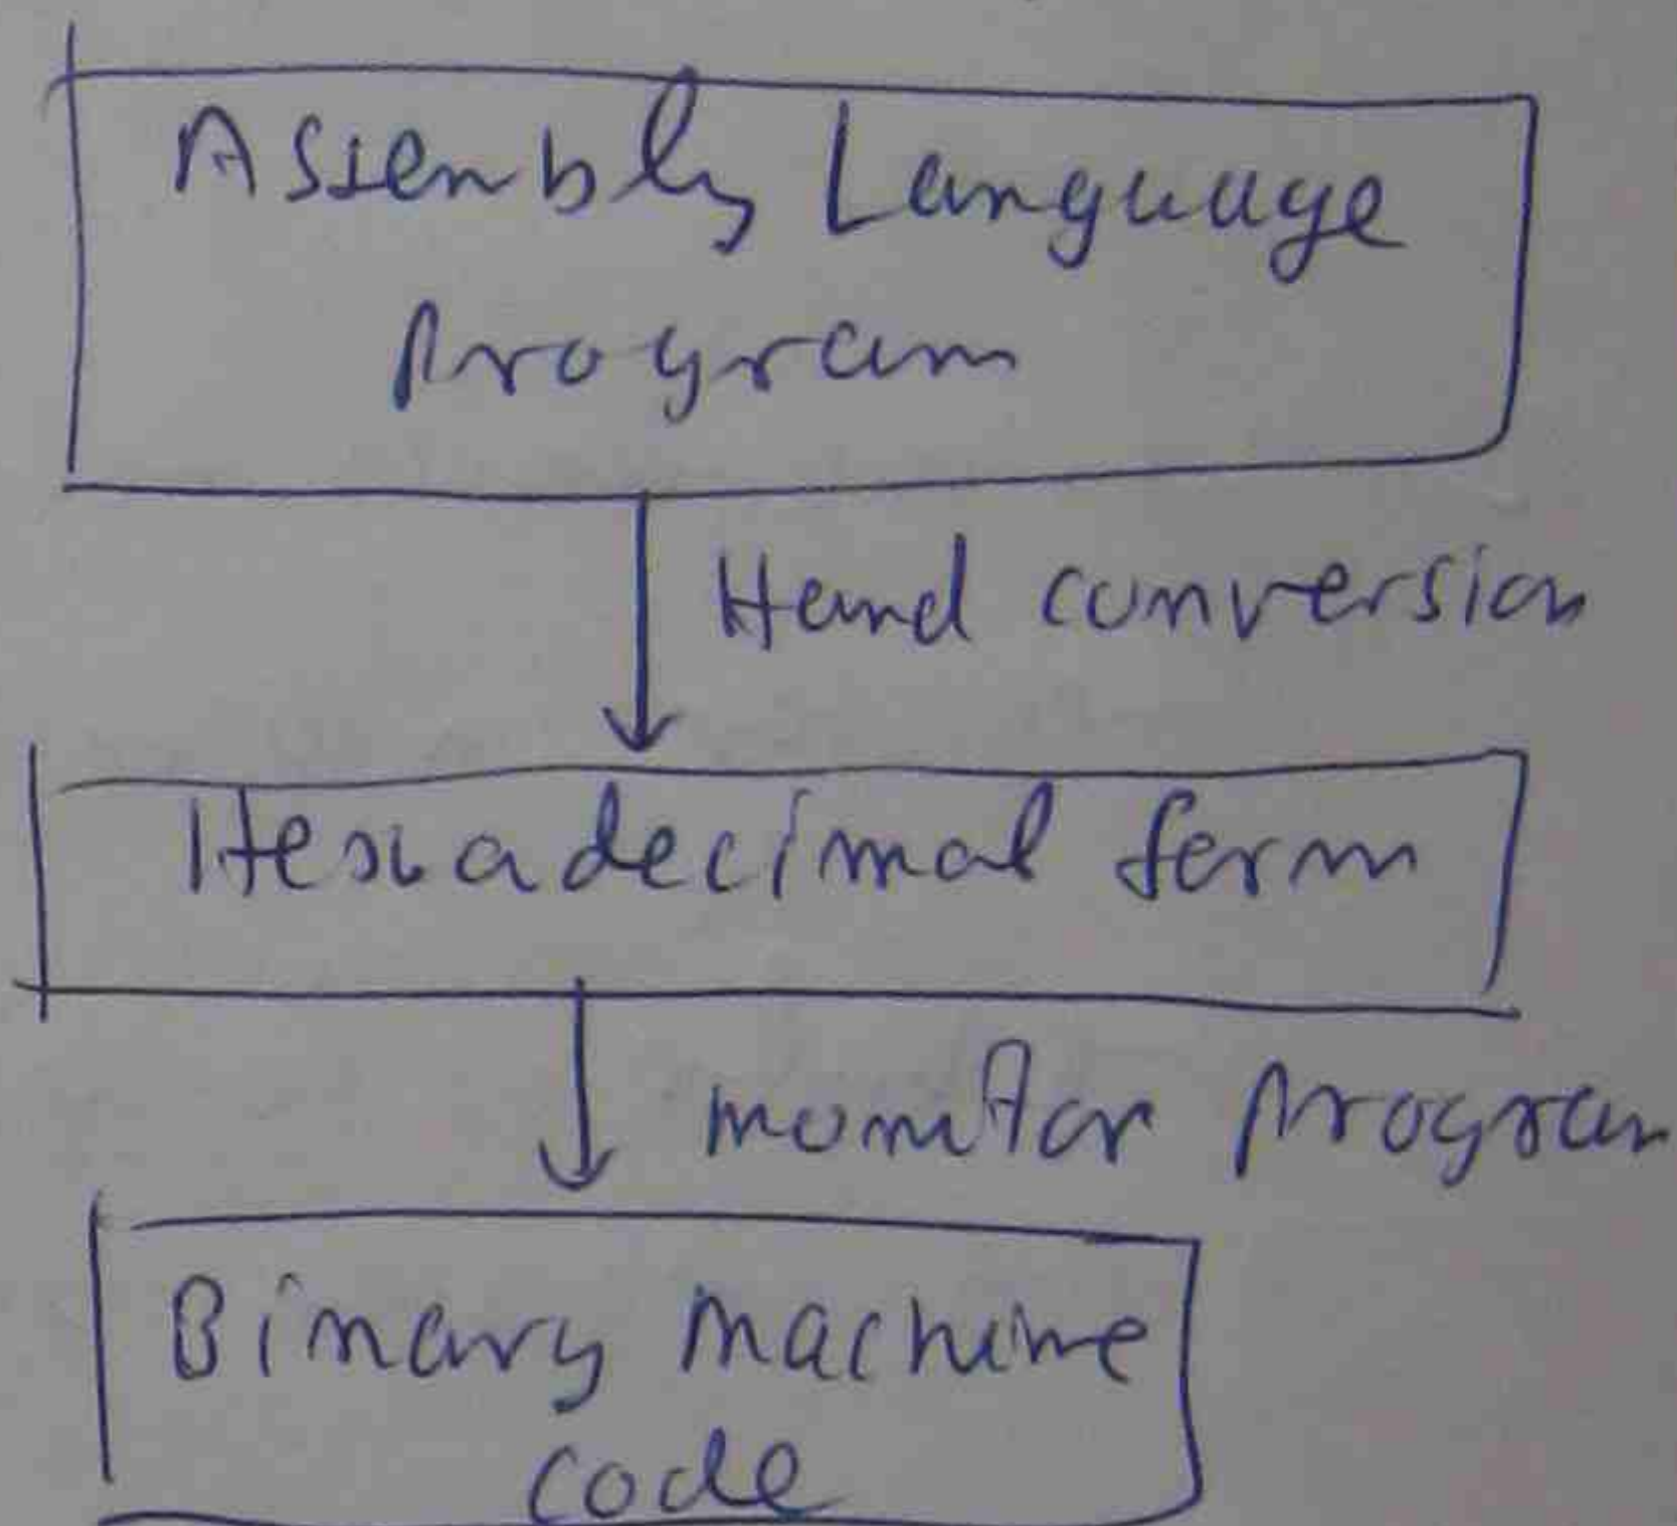 Assembly Language
Program
Hand conversion
Hexadecimal form
monitor program
Binary machine
code